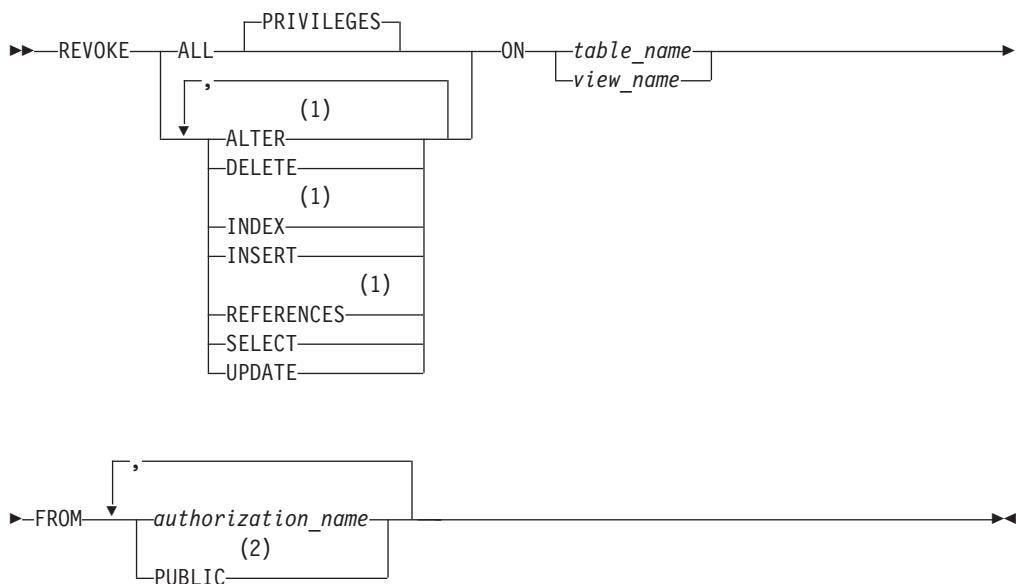 PRIVILEGES
REVOKE ALL ON table_name
view_name
,
(1)
ALTER
DELETE
(1)
INDEX
INSERT
(1)
REFERENCES
SELECT
UPDATE
,
FROM authorization_name
(2)
PUBLIC